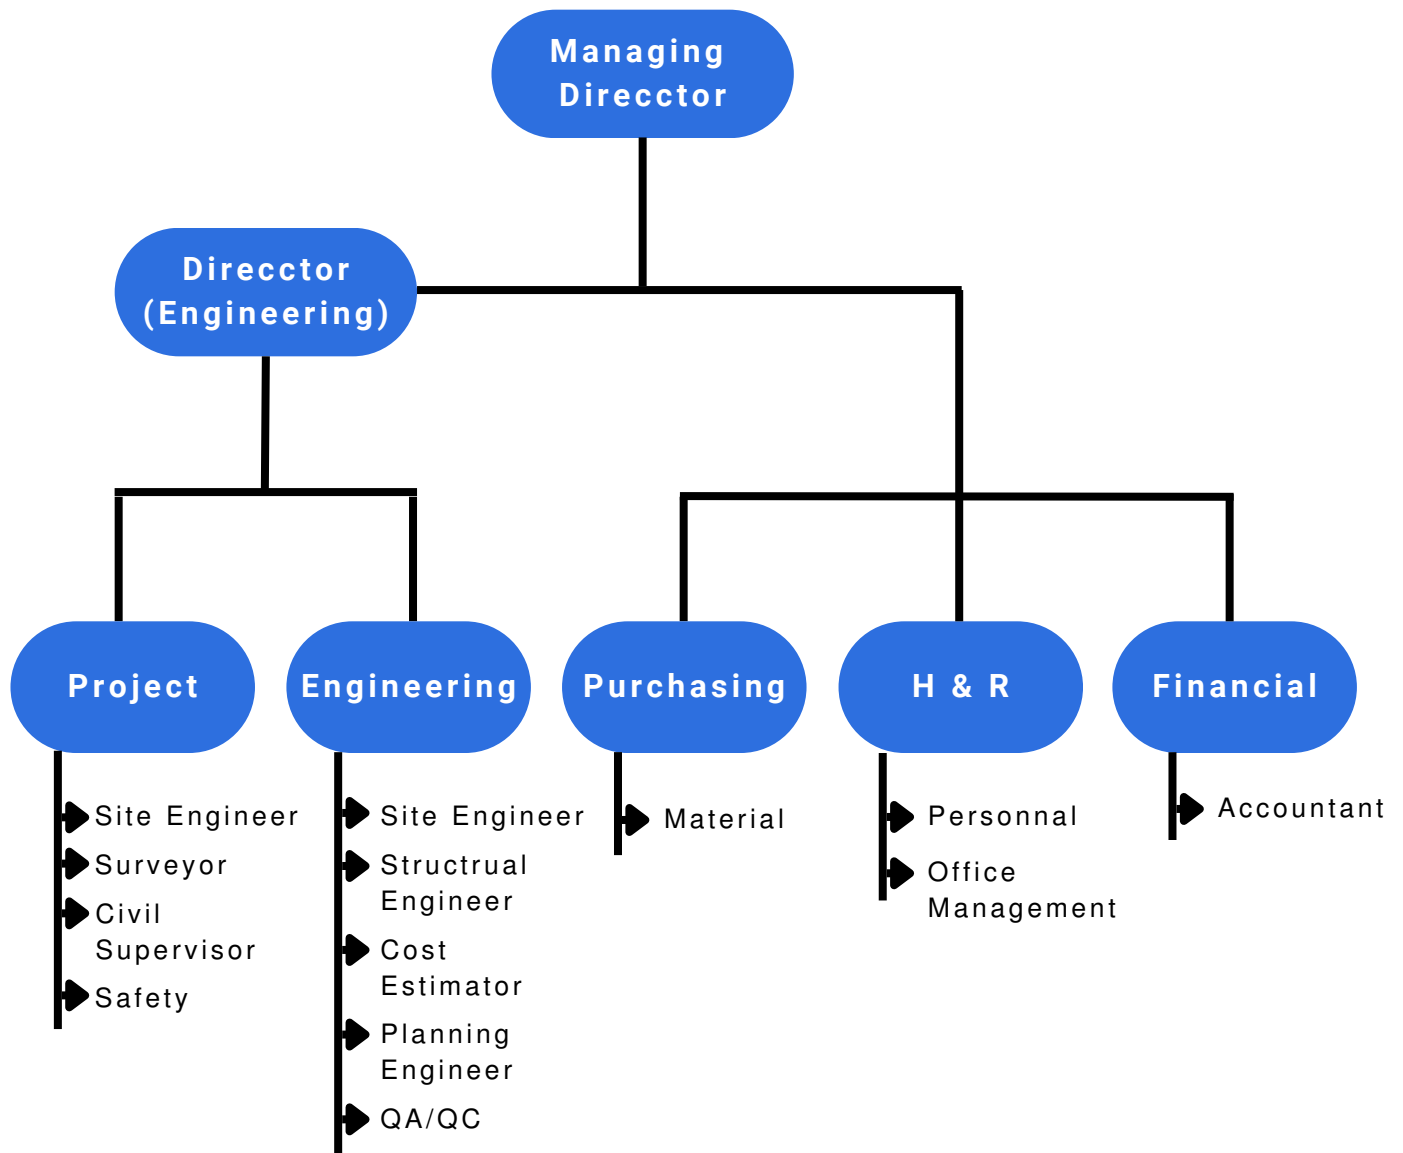 Managing
Direcctor
Direcctor
(Engineering)
Project
Engineering
Purchasing
H & R
Financial
Site Engineer
Surveyor
Civil
Supervisor
Safety
Site Engineer
Structrual
Engineer
Cost
Estimator
Planning
Engineer
QA/QC
Material
Personnal
Office
Management
Accountant